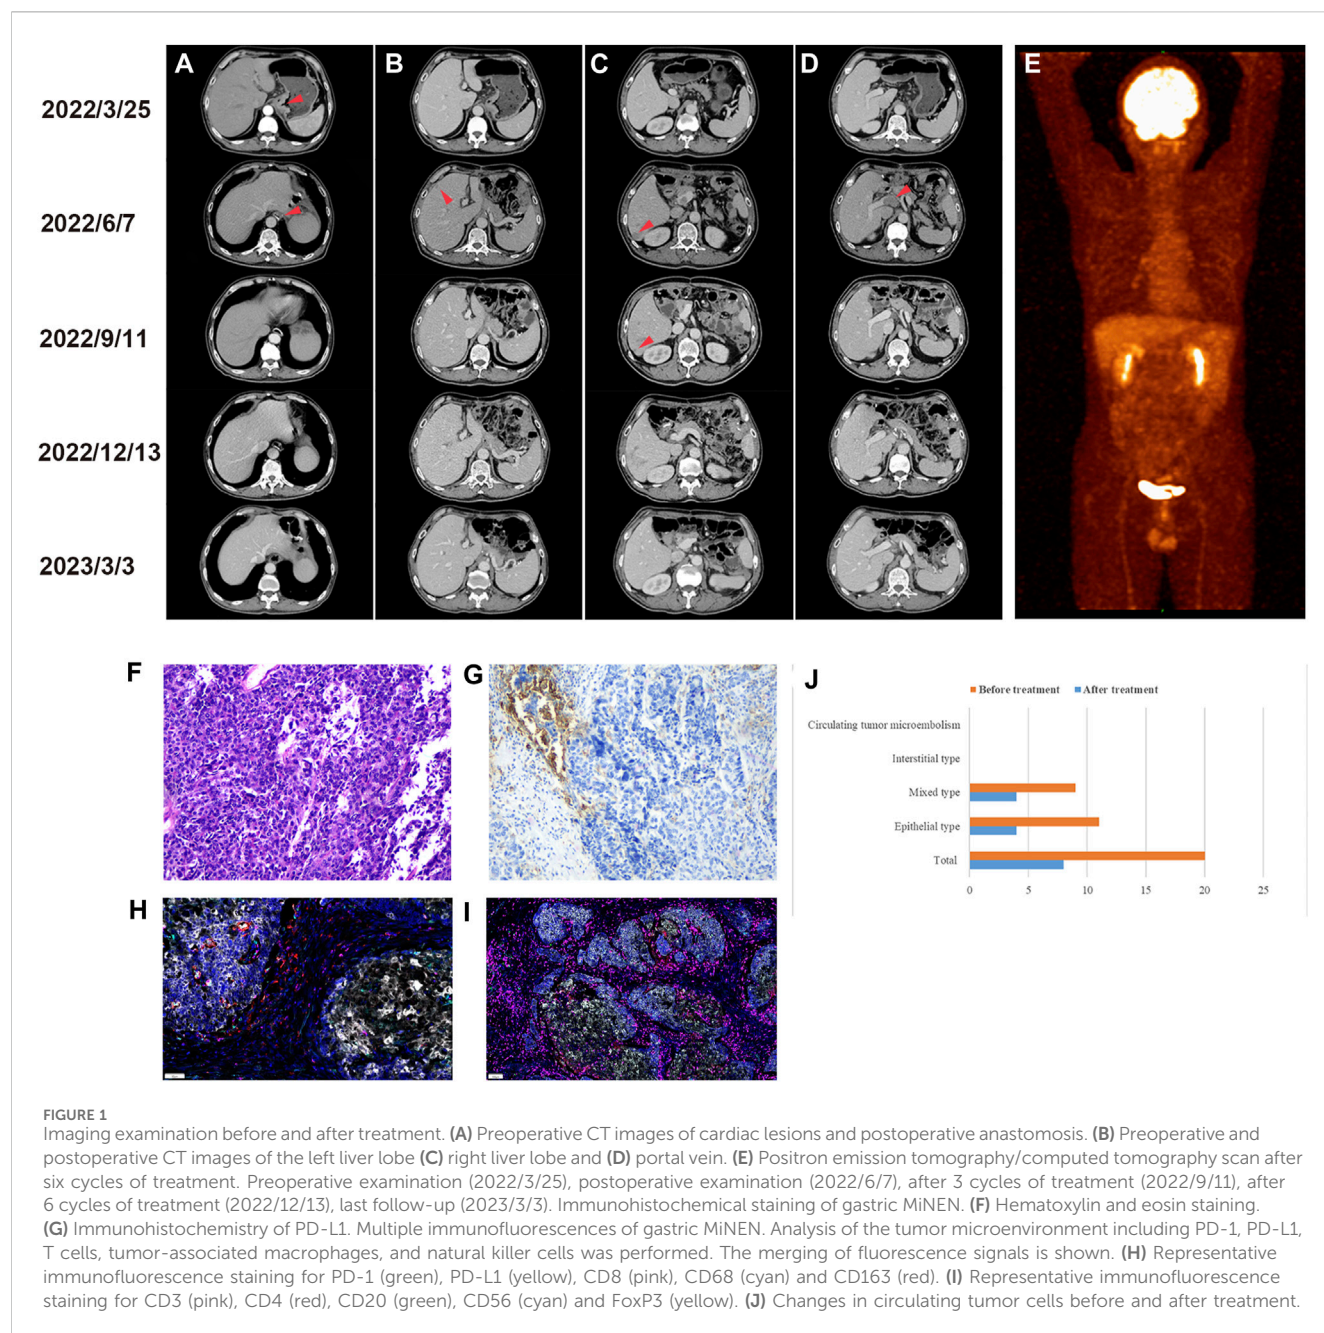 A B C D E
2022/3/25
2022/6/7
2022/9/11
2022/12/13
2023/3/3
F G J
Before treatment After treatment
Circulating tumor microembolism
Interstitial type
Mixed type
Epithelial type
Total
0 5 10 15 20 25
H I
FIGURE 1
Imaging examination before and after treatment. (A) Preoperative CT images of cardiac lesions and postoperative anastomosis. (B) Preoperative and
postoperative CT images of the left liver lobe (C) right liver lobe and (D) portal vein. (E) Positron emission tomography/computed tomography scan after
six cycles of treatment. Preoperative examination (2022/3/25), postoperative examination (2022/6/7), after 3 cycles of treatment (2022/9/11), after
6 cycles of treatment (2022/12/13), last follow-up (2023/3/3). Immunohistochemical staining of gastric MiNEN. (F) Hematoxylin and eosin staining.
(G) Immunohistochemistry of PD-L1. Multiple immunofluorescences of gastric MiNEN. Analysis of the tumor microenvironment including PD-1, PD-L1,
T cells, tumor-associated macrophages, and natural killer cells was performed. The merging of fluorescence signals is shown. (H) Representative
immunofluorescence staining for PD-1 (green), PD-L1 (yellow), CD8 (pink), CD68 (cyan) and CD163 (red). (I) Representative immunofluorescence
staining for CD3 (pink), CD4 (red), CD20 (green), CD56 (cyan) and FoxP3 (yellow). (J) Changes in circulating tumor cells before and after treatment.